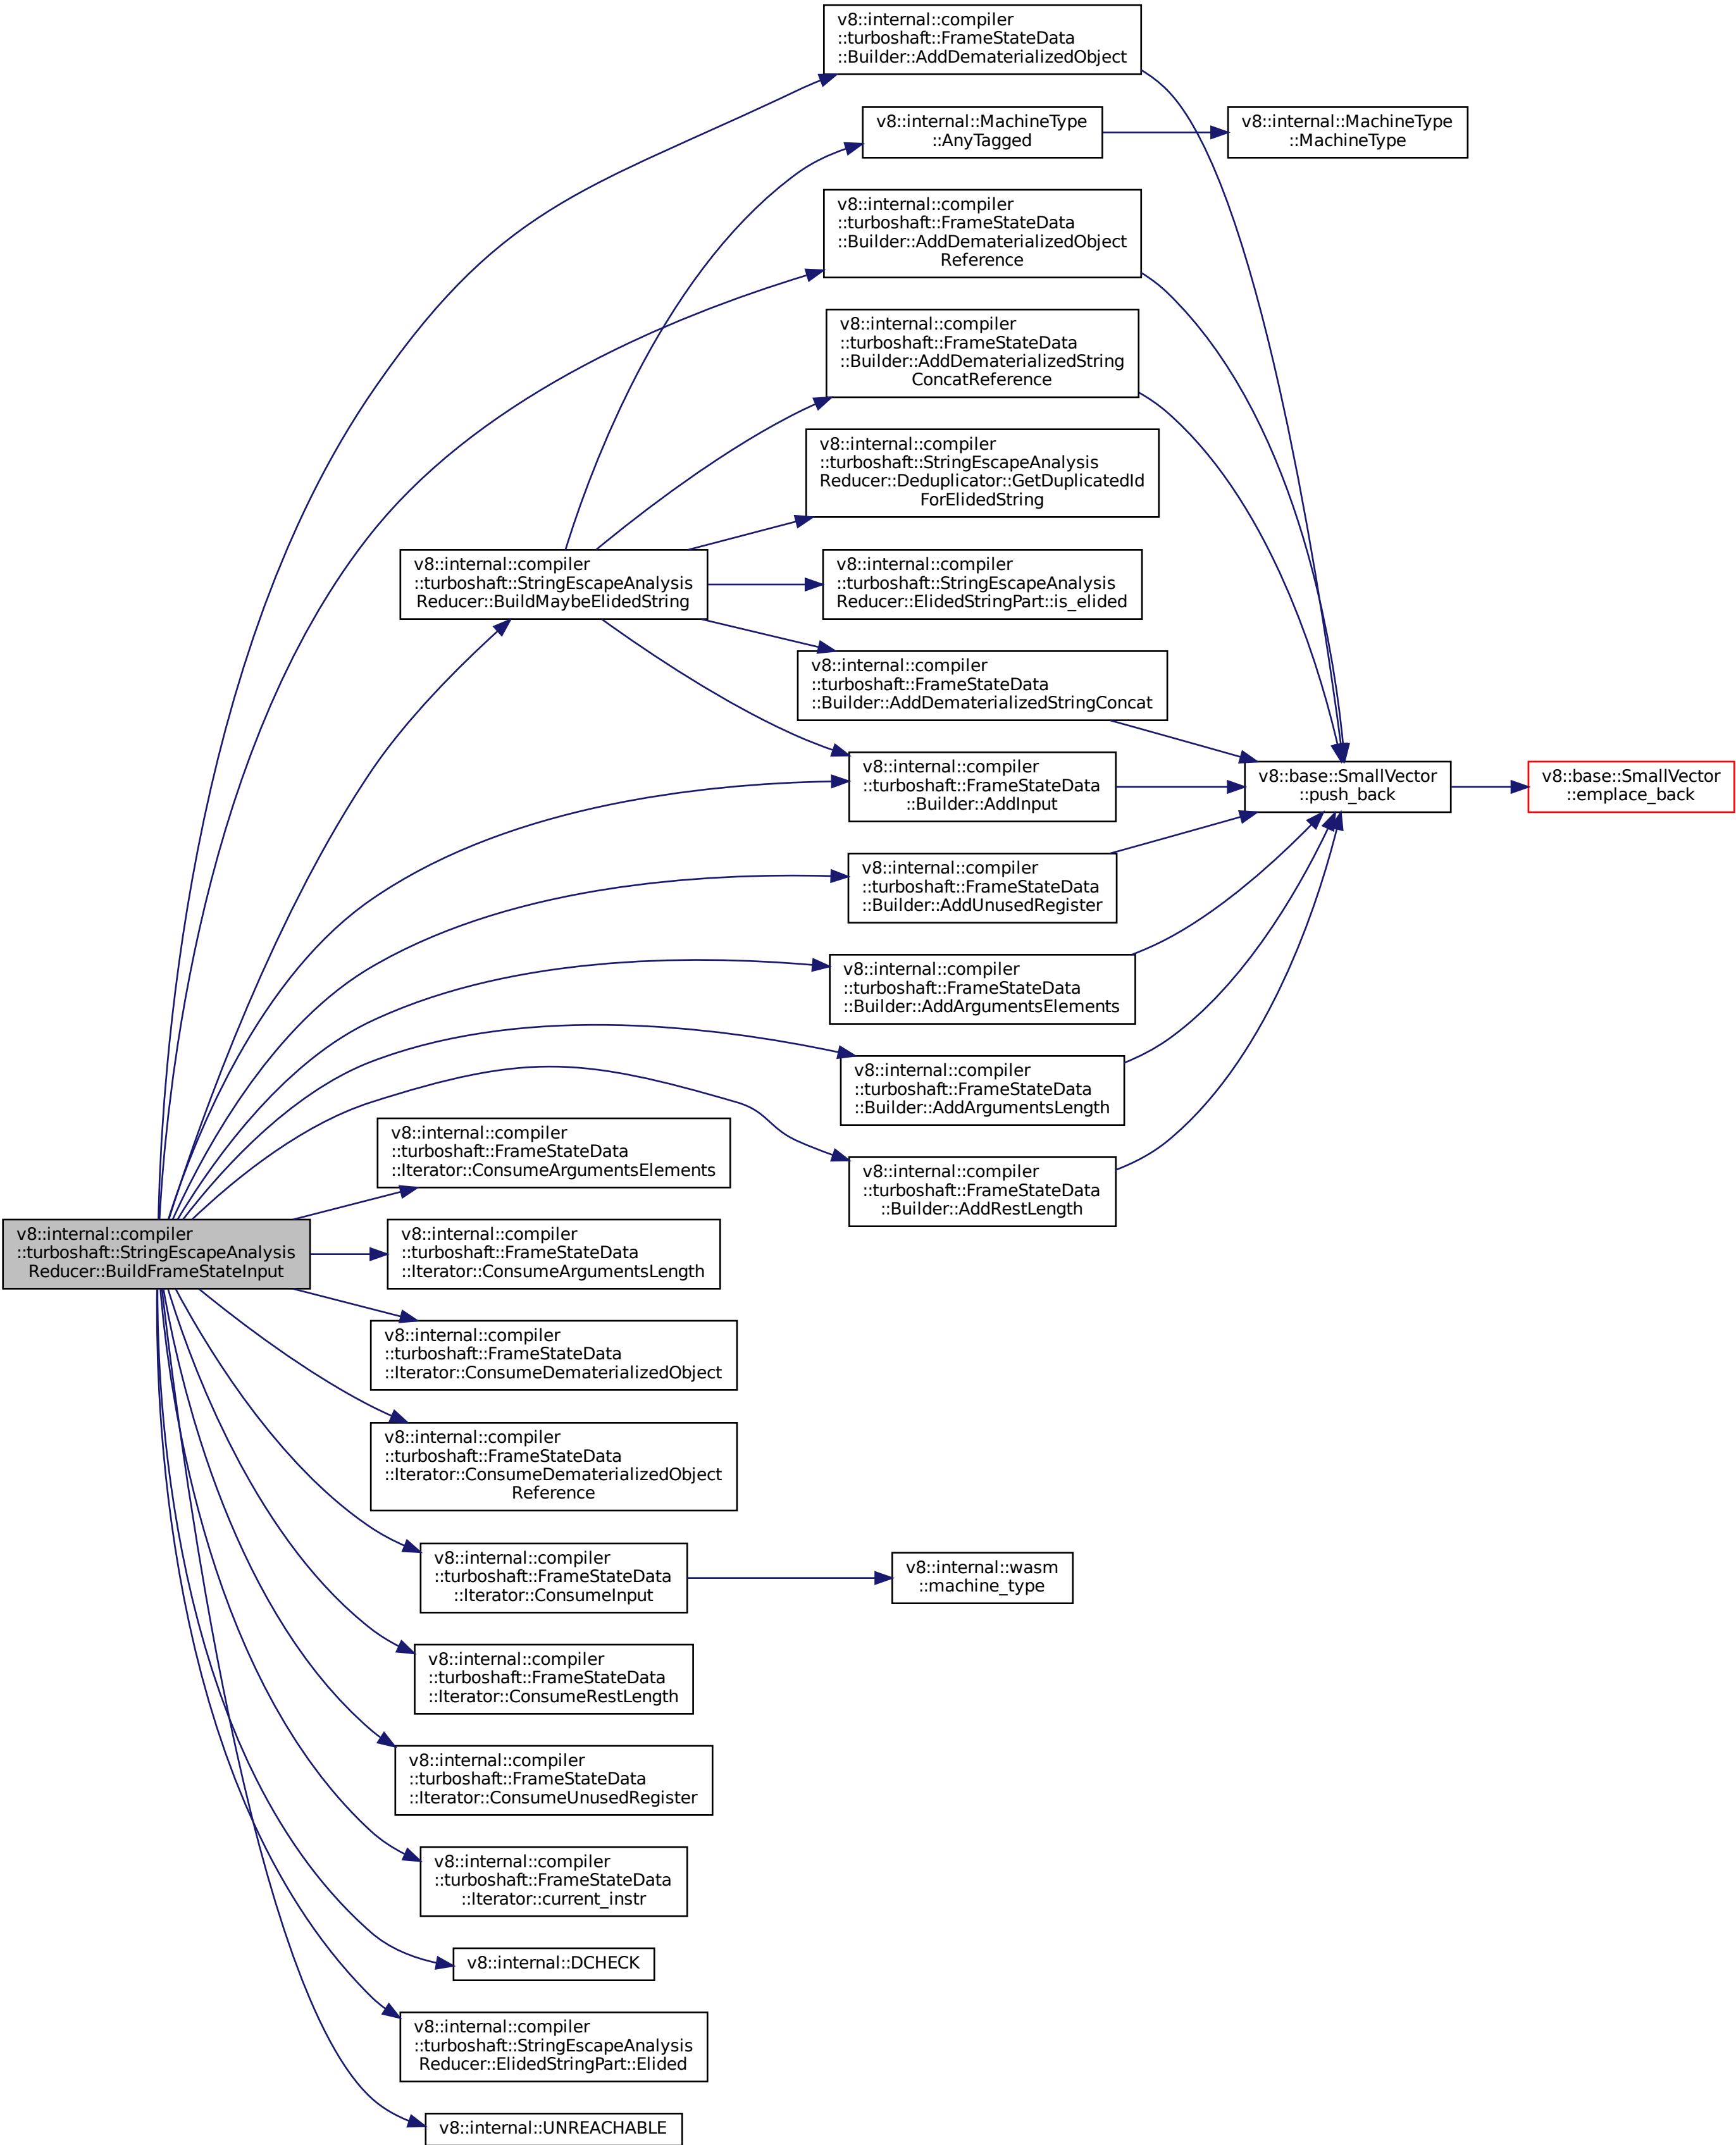 v8::internal::compiler
::turboshaft::FrameStateData
::Builder::AddDematerializedObject
v8::internal::MachineType
::AnyTagged
v8::internal::MachineType
::MachineType
v8::internal::compiler
::turboshaft::FrameStateData
::Builder::AddDematerializedObject
Reference
v8::internal::compiler
::turboshaft::FrameStateData
::Builder::AddDematerializedString
ConcatReference
v8::internal::compiler
::turboshaft::StringEscapeAnalysis
Reducer::Deduplicator::GetDuplicatedId
ForElidedString
v8::internal::compiler
::turboshaft::StringEscapeAnalysis
Reducer::BuildMaybeElidedString
v8::internal::compiler
::turboshaft::StringEscapeAnalysis
Reducer::ElidedStringPart::is_elided
v8::internal::compiler
::turboshaft::FrameStateData
::Builder::AddDematerializedStringConcat
v8::internal::compiler
::turboshaft::FrameStateData
::Builder::AddInput
v8::base::SmallVector
::push_back
v8::base::SmallVector
::emplace_back
v8::internal::compiler
::turboshaft::FrameStateData
::Builder::AddUnusedRegister
v8::internal::compiler
::turboshaft::FrameStateData
::Builder::AddArgumentsElements
v8::internal::compiler
::turboshaft::FrameStateData
::Builder::AddArgumentsLength
v8::internal::compiler
::turboshaft::FrameStateData
::Iterator::ConsumeArgumentsElements
v8::internal::compiler
::turboshaft::FrameStateData
::Builder::AddRestLength
v8::internal::compiler
::turboshaft::StringEscapeAnalysis
Reducer::BuildFrameStateInput
v8::internal::compiler
::turboshaft::FrameStateData
::Iterator::ConsumeArgumentsLength
v8::internal::compiler
::turboshaft::FrameStateData
::Iterator::ConsumeDematerializedObject
v8::internal::compiler
::turboshaft::FrameStateData
::Iterator::ConsumeDematerializedObject
Reference
v8::internal::compiler
::turboshaft::FrameStateData
::Iterator::ConsumeInput
v8::internal::wasm
::machine_type
v8::internal::compiler
::turboshaft::FrameStateData
::Iterator::ConsumeRestLength
v8::internal::compiler
::turboshaft::FrameStateData
::Iterator::ConsumeUnusedRegister
v8::internal::compiler
::turboshaft::FrameStateData
::Iterator::current_instr
v8::internal::DCHECK
v8::internal::compiler
::turboshaft::StringEscapeAnalysis
Reducer::ElidedStringPart::Elided
v8::internal::UNREACHABLE